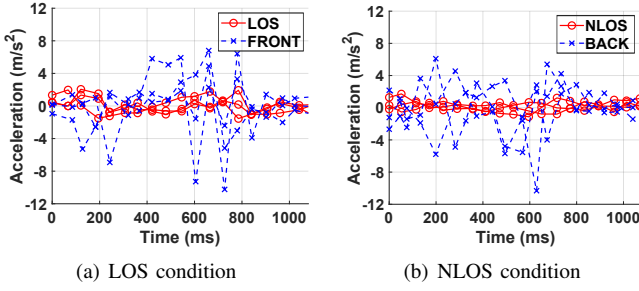 12
8
4
0
-4
-8
-12
Acceleration (m/s²)
LOS
FRONT
0 200 400 600 800 1000
Time (ms)
(a) LOS condition
12
8
4
0
-4
-8
-12
Acceleration (m/s²)
NLOS
BACK
0 200 400 600 800 1000
Time (ms)
(b) NLOS condition